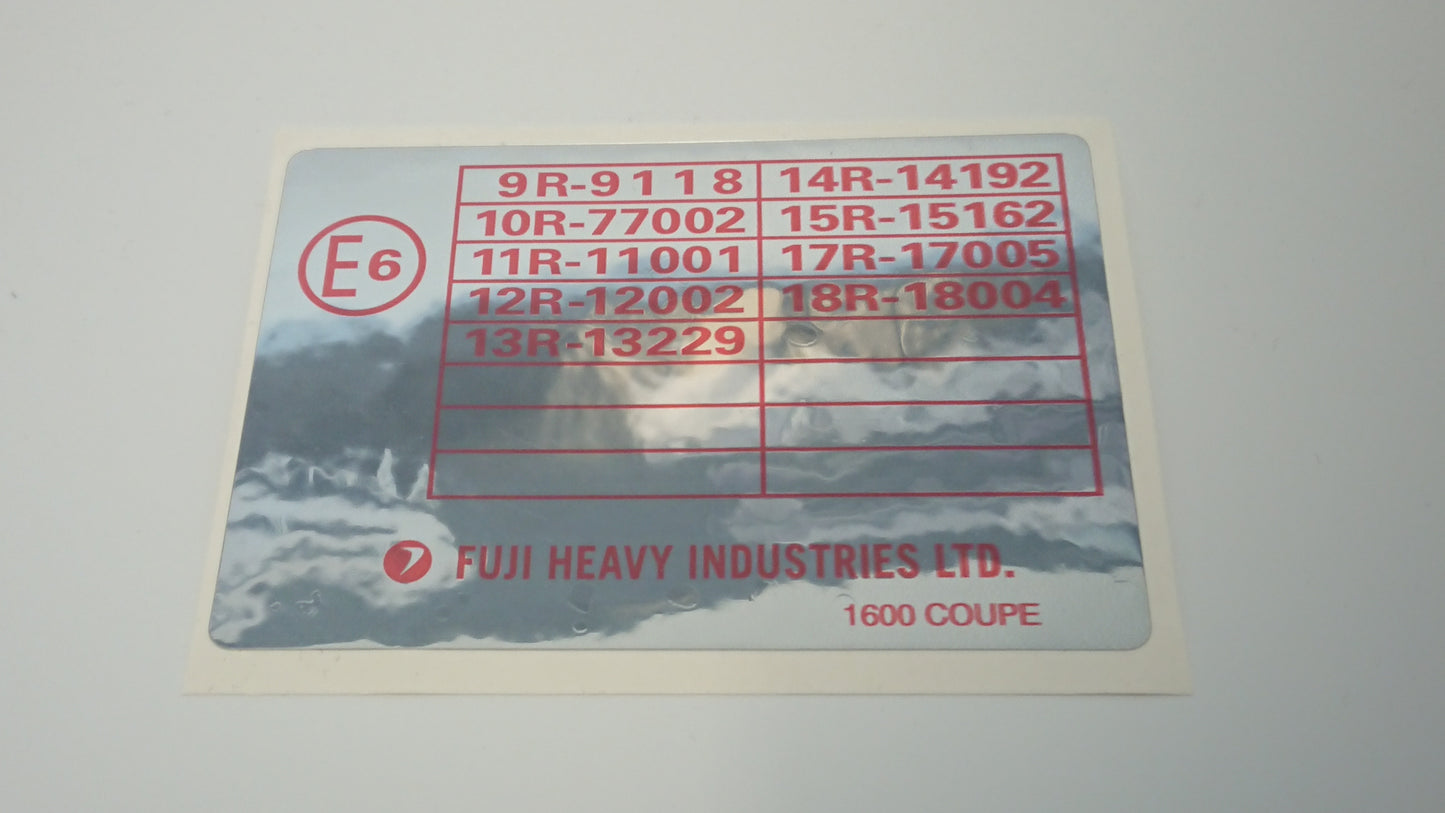 9R-9118 14R-14192
10R-77002 15R-15162
E6 11R-11001 17R-17005
12R-12002 18R-18004
13R-13229
FUJI HEAVY INDUSTRIES LTD.
1600 COUPE